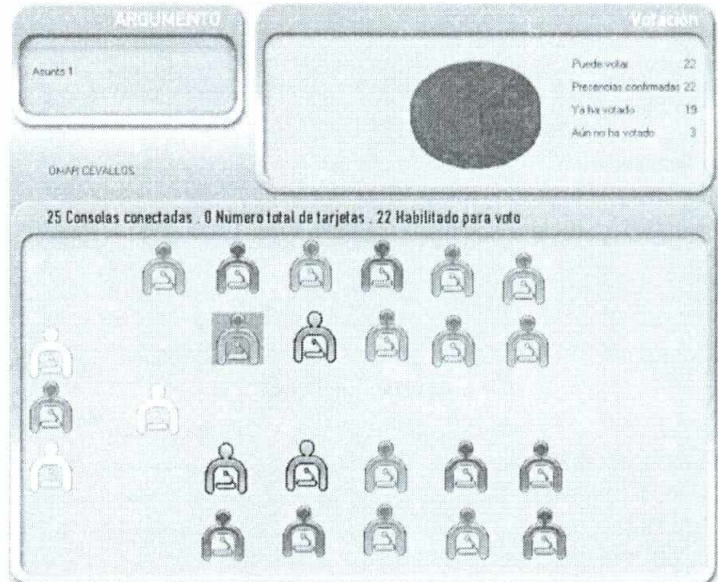 ARGUMENTO
Asunto 1
OMAR CEVALLOS
Votación
Puede votar 22
Presencias confirmadas 22
Ya ha votado 19
Aún no ha votado 3
25 Consolas conectadas . 0 Numero total de tarjetas . 22 Habilitado para voto